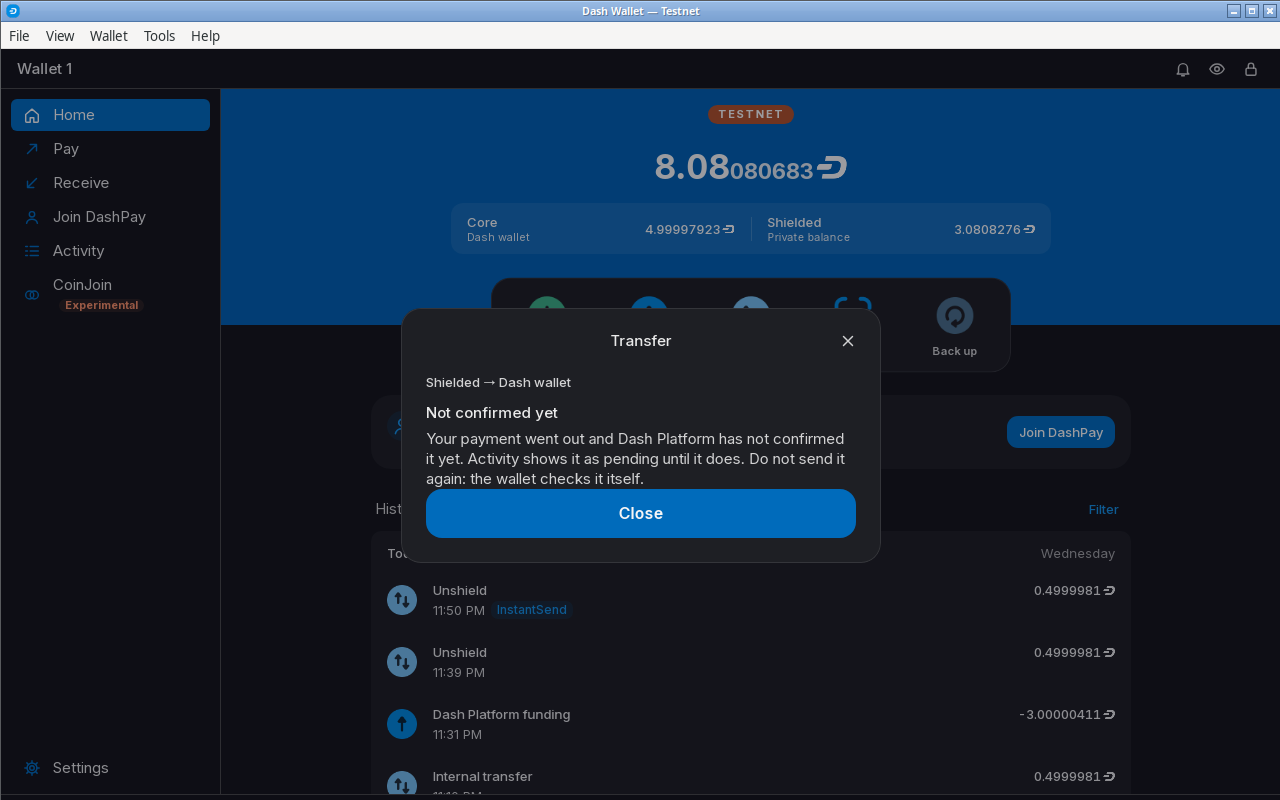 Dash Wallet — Testnet
File View Wallet Tools Help
Wallet 1
Home
Pay
Receive
Join DashPay
Activity
CoinJoin
Experimental
Settings
TESTNET
8.08080683
Core
Dash wallet
4.99997923
Shielded
Private balance
3.0808276
Back up
Transfer
Shielded → Dash wallet
Not confirmed yet
Your payment went out and Dash Platform has not confirmed
it yet. Activity shows it as pending until it does. Do not send it
again: the wallet checks it itself.
Close
Join DashPay
Filter
Wednesday
Unshield
11:50 PM InstantSend
0.4999981
Unshield
11:39 PM
0.4999981
Dash Platform funding
11:31 PM
-3.00000411
Internal transfer
0.4999981